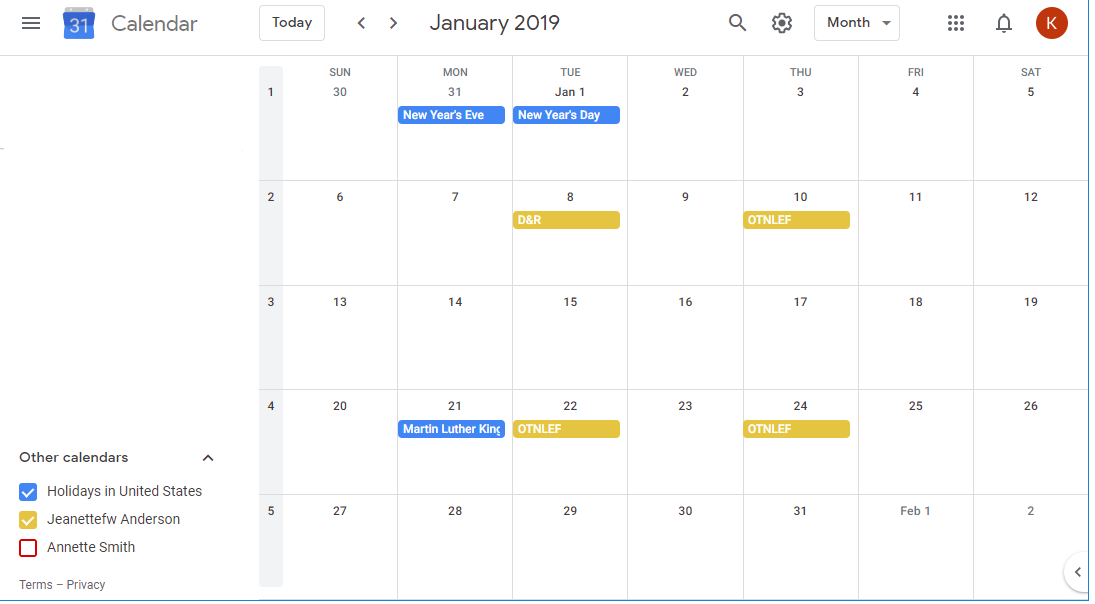 31 Calendar Today January 2019 Month K
SUN MON TUE WED THU FRI SAT
1 30 31 Jan 1 2 3 4 5
New Year's Eve New Year's Day
2 6 7 8 9 10 11 12
D&R OTNLEF
3 13 14 15 16 17 18 19
4 20 21 22 23 24 25 26
Martin Luther King OTNLEF OTNLEF
Other calendars
Holidays in United States
5 27 28 29 30 31 Feb 1 2
Jeanettefw Anderson
Annette Smith
Terms – Privacy